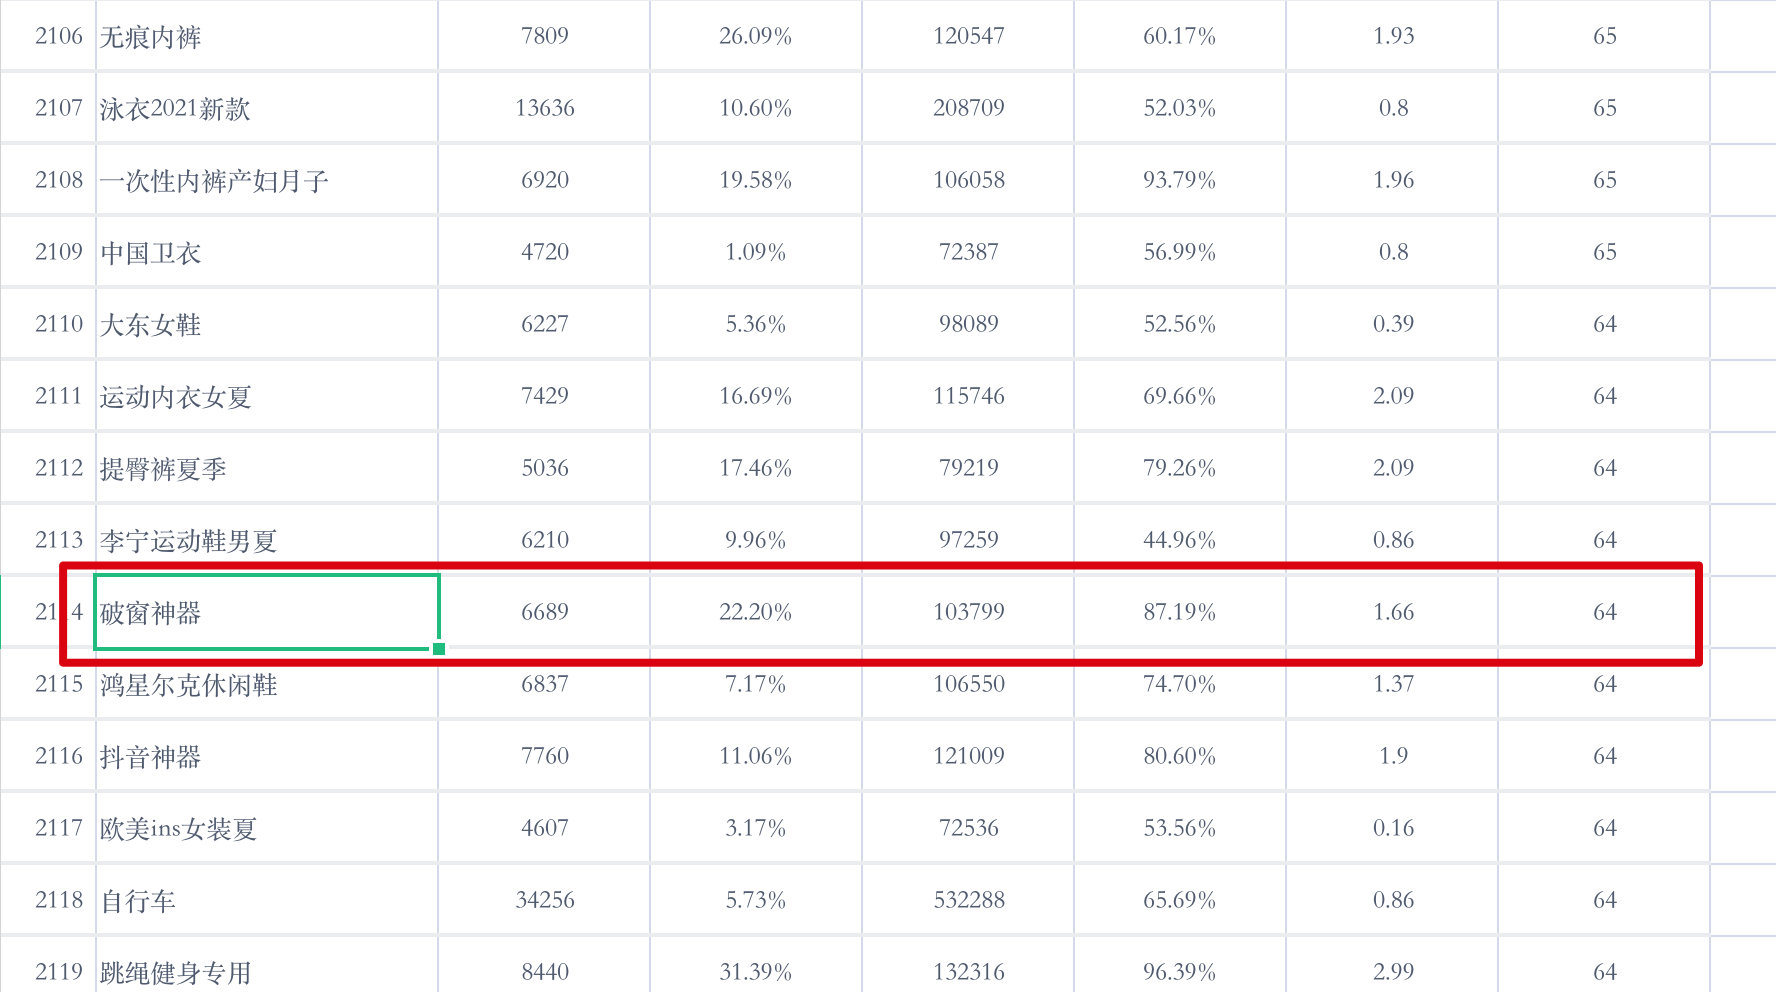 2106 无痕内裤 7809 26.09% 120547 60.17% 1.93 65
2107 泳衣2021新款 13636 10.60% 208709 52.03% 0.8 65
2108 一次性内裤产妇月子 6920 19.58% 106058 93.79% 1.96 65
2109 中国卫衣 4720 1.09% 72387 56.99% 0.8 65
2110 大东女鞋 6227 5.36% 98089 52.56% 0.39 64
2111 运动内衣女夏 7429 16.69% 115746 69.66% 2.09 64
2112 提臀裤夏季 5036 17.46% 79219 79.26% 2.09 64
2113 李宁运动鞋男夏 6210 9.96% 97259 44.96% 0.86 64
2114 破窗神器 6689 22.20% 103799 87.19% 1.66 64
2115 鸿星尔克休闲鞋 6837 7.17% 106550 74.70% 1.37 64
2116 抖音神器 7760 11.06% 121009 80.60% 1.9 64
2117 欧美ins女装夏 4607 3.17% 72536 53.56% 0.16 64
2118 自行车 34256 5.73% 532288 65.69% 0.86 64
2119 跳绳健身专用 8440 31.39% 132316 96.39% 2.99 64